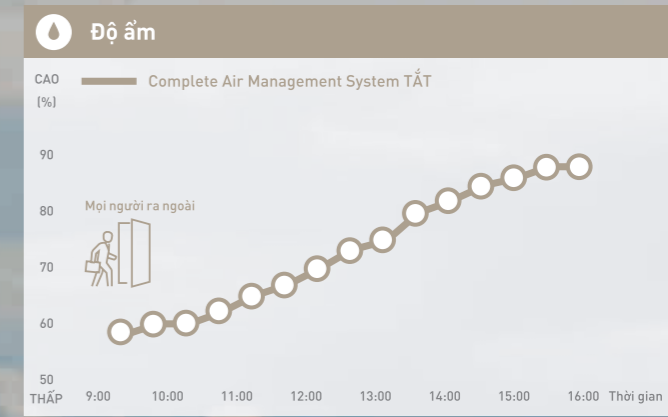 Độ ẩm
CAO
(%)
Complete Air Management System TẮT
90
80
70
60
50
THẤP
Mọi người ra ngoài
9:00 10:00 11:00 12:00 13:00 14:00 15:00 16:00 Thời gian